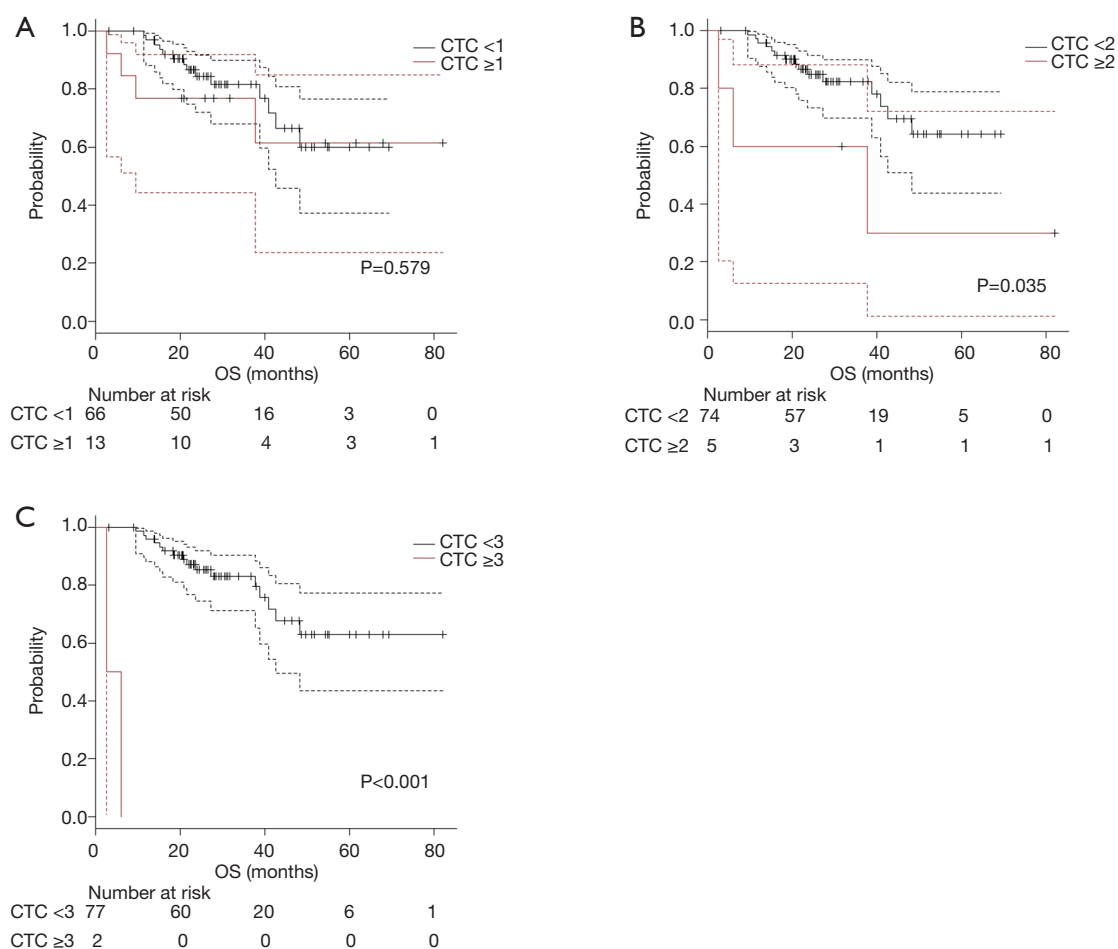 A
CTC <1
CTC ≥1
Probability
1.0
0.8
0.6
0.4
0.2
0.0
P=0.579
0 20 40 60 80
OS (months)
Number at risk
CTC <1 66 50 16 3 0
CTC ≥1 13 10 4 3 1
B
CTC <2
CTC ≥2
Probability
1.0
0.8
0.6
0.4
0.2
0.0
P=0.035
0 20 40 60 80
OS (months)
Number at risk
CTC <2 74 57 19 5 0
CTC ≥2 5 3 1 1 1
C
CTC <3
CTC ≥3
Probability
1.0
0.8
0.6
0.4
0.2
0.0
P<0.001
0 20 40 60 80
OS (months)
Number at risk
CTC <3 77 60 20 6 1
CTC ≥3 2 0 0 0 0